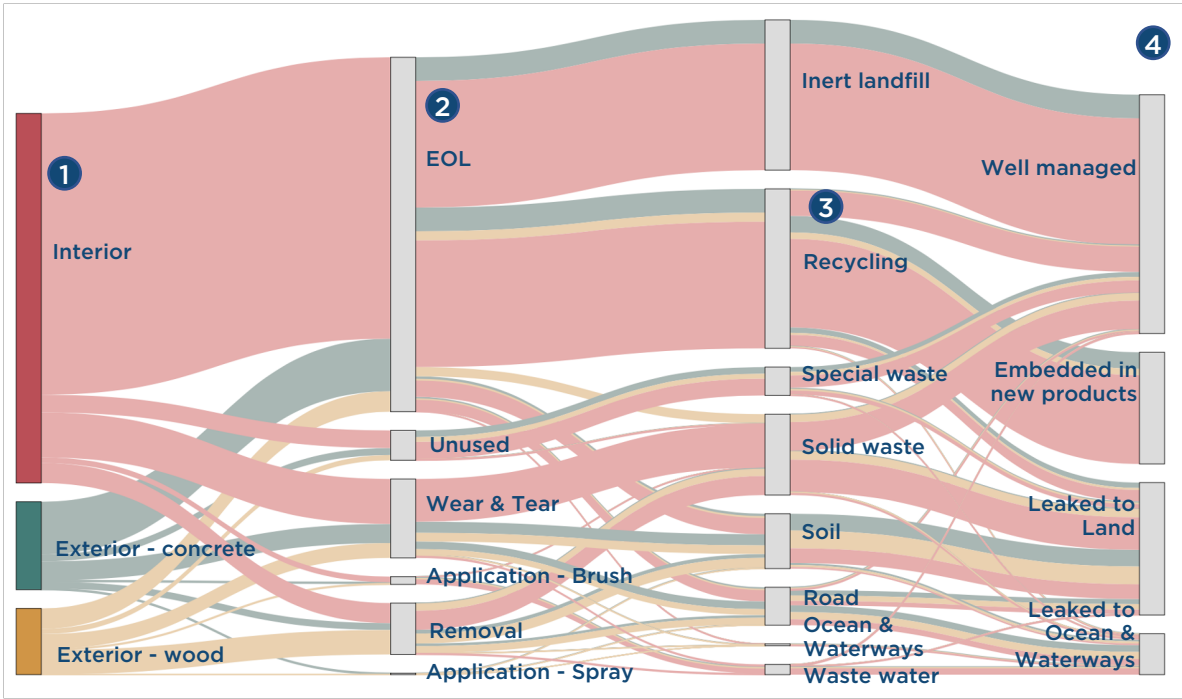 1
Interior
Exterior - concrete
Exterior - wood
2
EOL
Unused
Wear & Tear
Application - Brush
Removal
Application - Spray
Inert landfill
3
Recycling
Special waste
Solid waste
Soil
Road
Ocean &
Waterways
Waste water
4
Well managed
Embedded in
new products
Leaked to
Land
Leaked to
Ocean &
Waterways